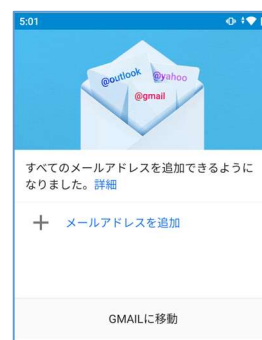 5:01
@outlook @yahoo
@gmail
すべてのメールアドレスを追加できるように
なりました。詳細
メールアドレスを追加
GMAILに移動